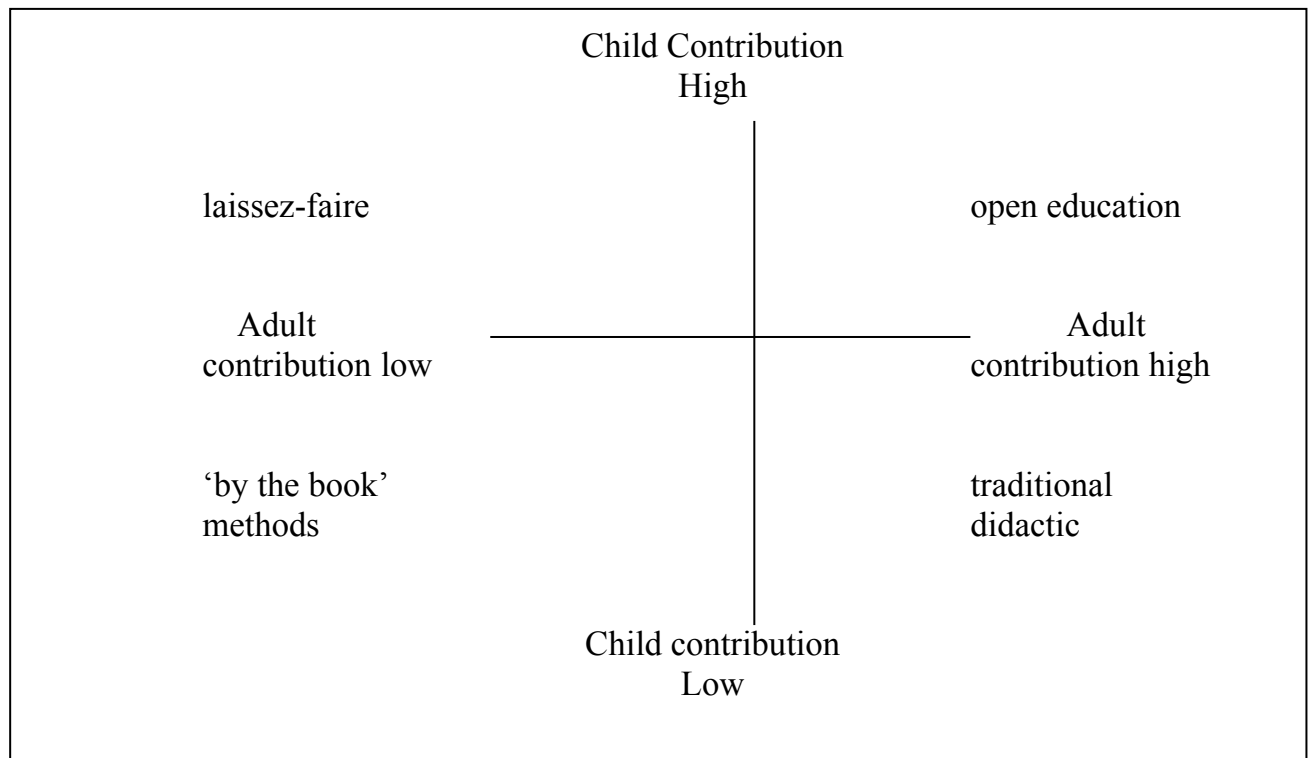 Child Contribution
High
laissez-faire
open education
Adult
contribution low
Adult
contribution high
‘by the book’
methods
traditional
didactic
Child contribution
Low